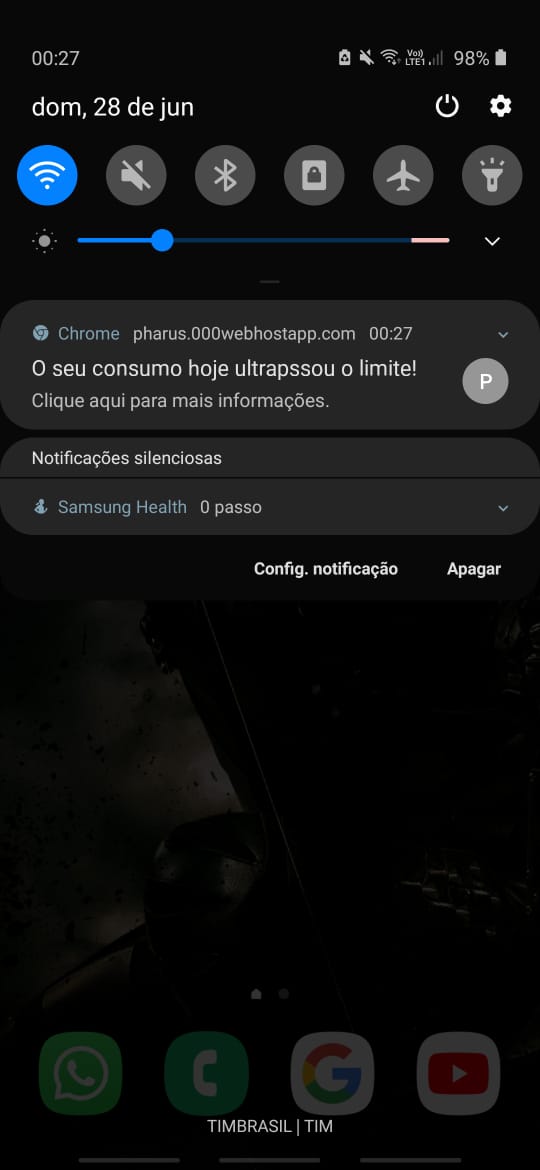 00:27
Vo)) LTE1 98%
dom, 28 de jun
Chrome pharus.000webhostapp.com 00:27
O seu consumo hoje ultrapssou o limite!
Clique aqui para mais informações.
P
Notificações silenciosas
Samsung Health 0 passo
Config. notificação Apagar
TIMBRASIL | TIM